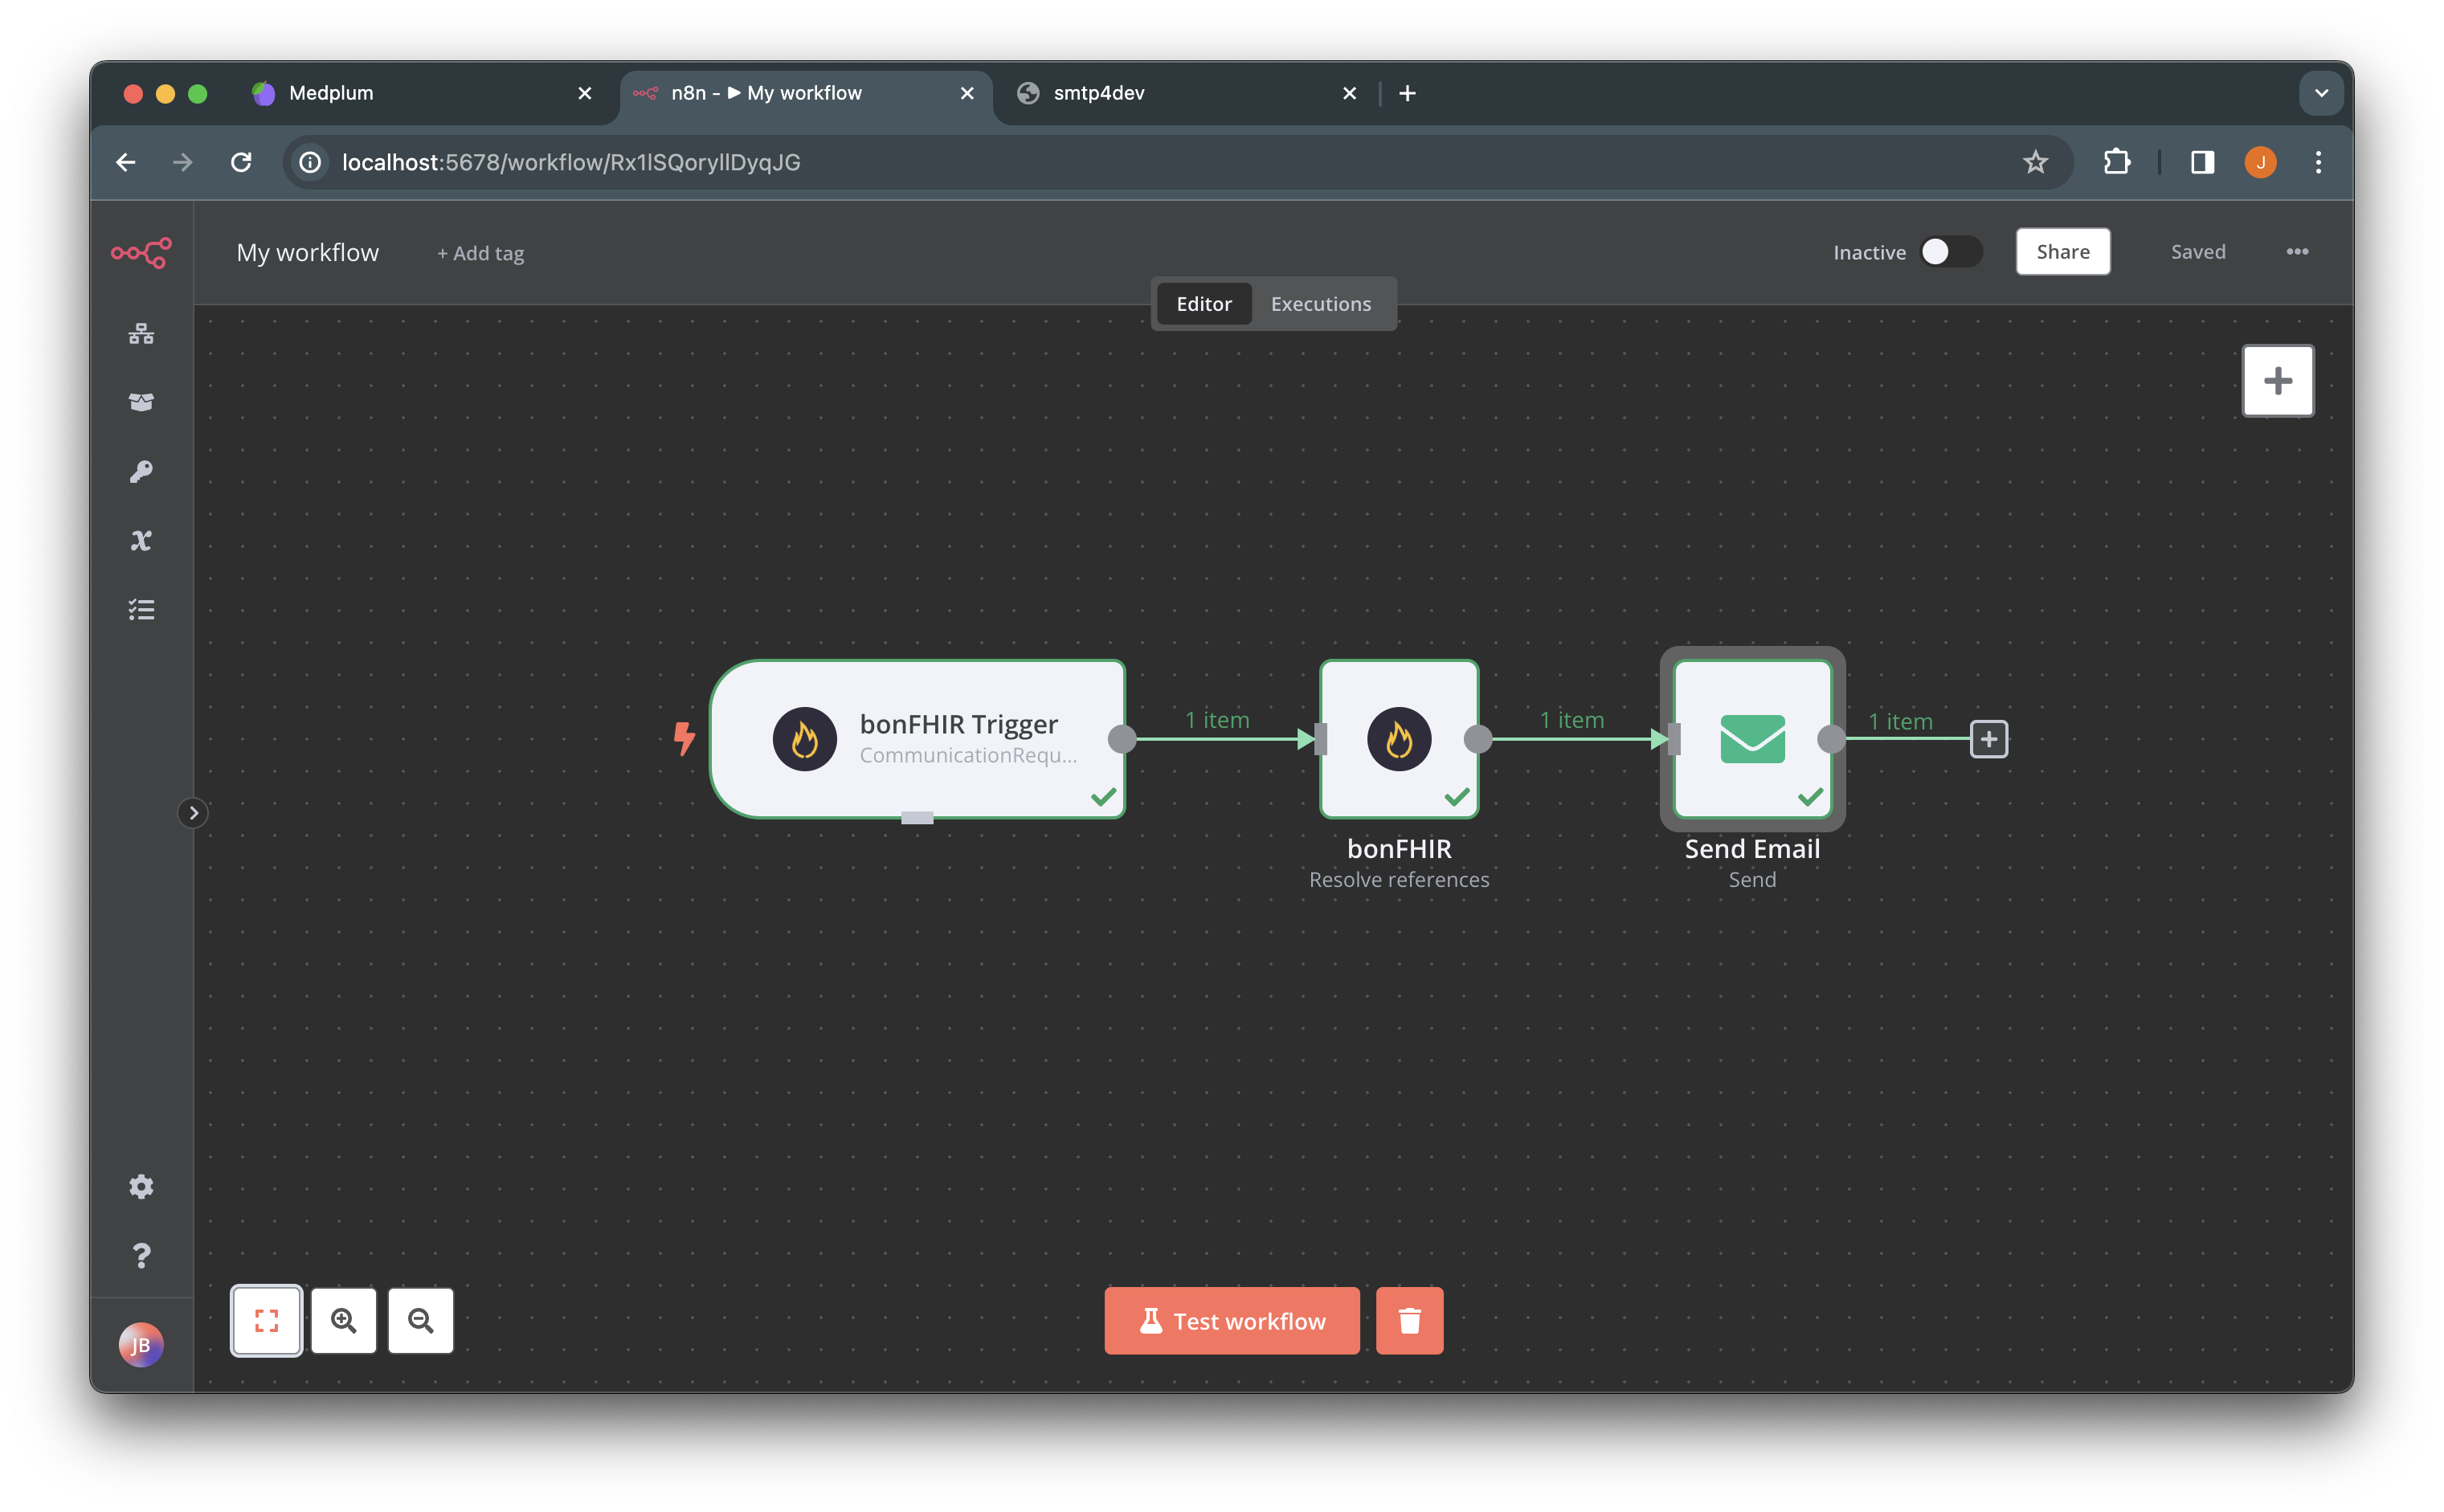 Medplum
n8n - ▶ My workflow
smtp4dev
localhost:5678/workflow/Rx1lSQoryllDyqJG
J
My workflow
+ Add tag
Inactive
Share
Saved
Editor
Executions
1 item
1 item
1 item
bonFHIR Trigger
CommunicationRequ...
bonFHIR
Resolve references
Send Email
Send
Test workflow
JB